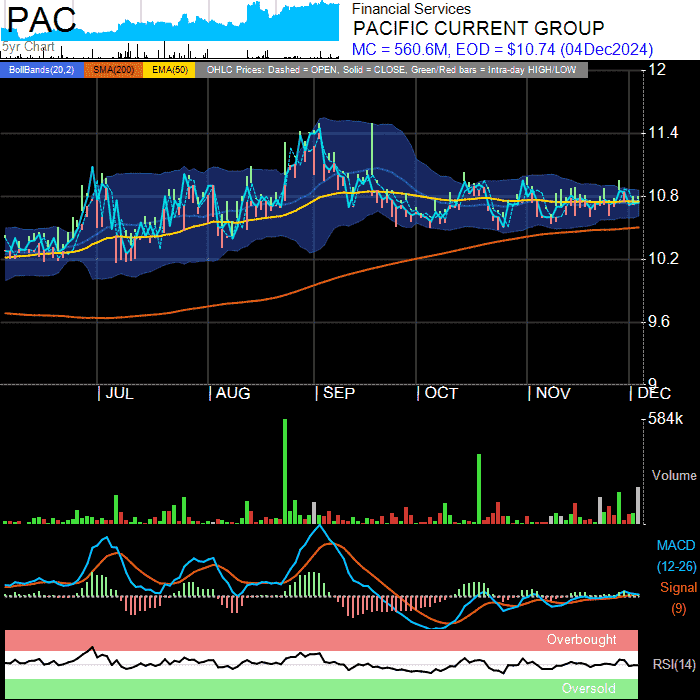 PAC
5yr Chart
Financial Services
PACIFIC CURRENT GROUP
MC = 560.6M, EOD = $10.74 (04Dec2024)
BollBands(20,2) SMA(200) EMA(50) OHLC Prices: Dashed = OPEN, Solid = CLOSE, Green/Red bars = Intra-day HIGH/LOW
12
11.4
10.8
10.2
9.6
9
JUL AUG SEP OCT NOV DEC
584k
Volume
MACD
(12-26)
Signal
(9)
Overbought
RSI(14)
Oversold